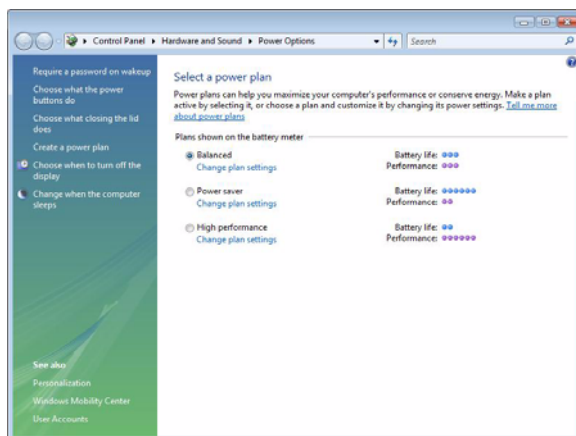 Control Panel ▸ Hardware and Sound ▸ Power Options
Search
Require a password on wakeup
Choose what the power
buttons do
Choose what closing the lid
does
Create a power plan
Choose when to turn off the
display
Change when the computer
sleeps
See also
Personalization
Windows Mobility Center
User Accounts
Select a power plan
Power plans can help you maximize your computer's performance or conserve energy. Make a plan
active by selecting it, or choose a plan and customize it by changing its power settings. Tell me more
about power plans
Plans shown on the battery meter
Balanced Battery life:
Change plan settings Performance:
Power saver Battery life:
Change plan settings Performance:
High performance Battery life:
Change plan settings Performance: